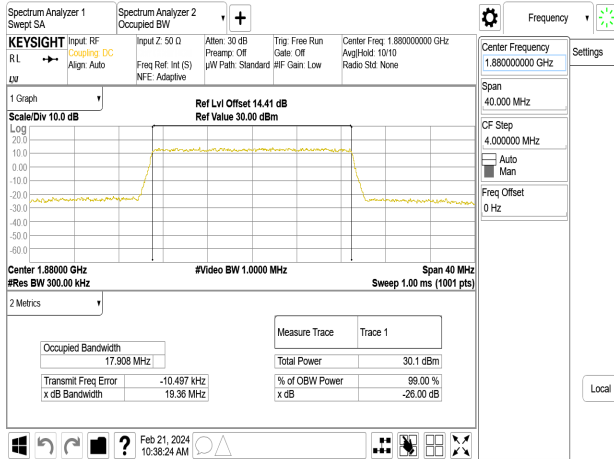 Spectrum Analyzer 1
Swept SA
Spectrum Analyzer 2
Occupied BW
Frequency
KEYSIGHT
RL
LNI
Input: RF
Coupling: DC
Align: Auto
Input Z: 50 Ω
Freq Ref: Int (S)
NFE: Adaptive
Atten: 30 dB
Preamp: Off
µW Path: Standard
Trig: Free Run
Gate: Off
#IF Gain: Low
Center Freq: 1.880000000 GHz
Avg|Hold: 10/10
Radio Std: None
Center Frequency
1.880000000 GHz
Settings
Span
40.000 MHz
CF Step
4.000000 MHz
Auto
Man
Freq Offset
0 Hz
Local
1 Graph
Scale/Div 10.0 dB
Ref Lvl Offset 14.41 dB
Ref Value 30.00 dBm
Log
20.0
10.0
0.00
-10.0
-20.0
-30.0
-40.0
-50.0
-60.0
Center 1.88000 GHz
#Res BW 300.00 kHz
#Video BW 1.0000 MHz
Span 40 MHz
Sweep 1.00 ms (1001 pts)
2 Metrics
Measure Trace Trace 1
Occupied Bandwidth
17.908 MHz
Total Power 30.1 dBm
Transmit Freq Error -10.497 kHz
% of OBW Power 99.00 %
x dB Bandwidth 19.36 MHz
x dB -26.00 dB
?
Feb 21, 2024
10:38:24 AM